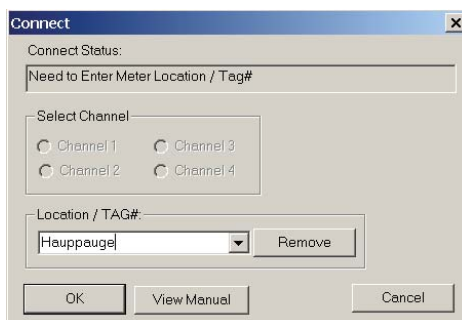 Connect
Connect Status:
Need to Enter Meter Location / Tag#
Select Channel
Channel 1 Channel 3
Channel 2 Channel 4
Location / TAG#:
Hauppauge Remove
OK View Manual Cancel